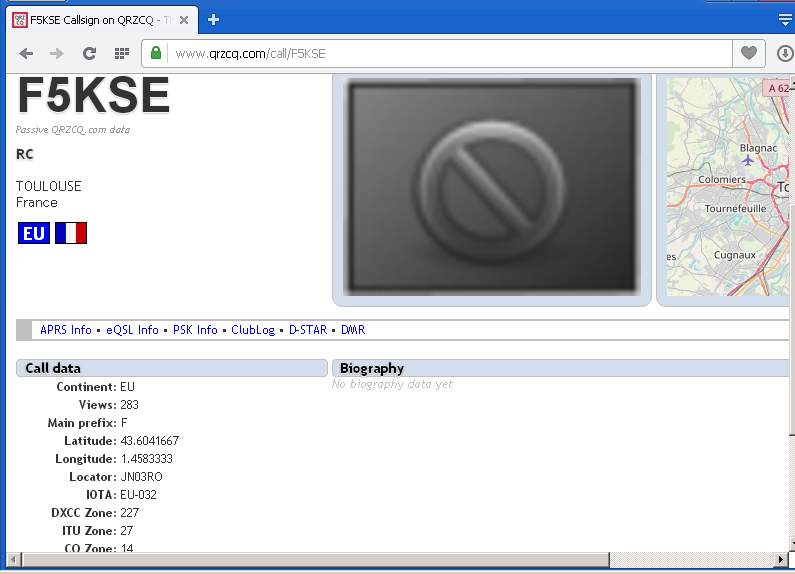 F5KSE Callsign on QRZCQ - T
www.qrzcq.com/call/F5KSE
F5KSE
Passive QRZCQ.com data
RC
TOULOUSE
France
EU
A 62
Blagnac
Colomiers
To
Tournefeuille
Cugnaux
es
APRS Info • eQSL Info • PSK Info • ClubLog • D-STAR • DMR
Call data
Biography
Continent: EU
No biography data yet
Views: 283
Main prefix: F
Latitude: 43.6041667
Longitude: 1.4583333
Locator: JN03RO
IOTA: EU-032
DXCC Zone: 227
ITU Zone: 27
CQ Zone: 14